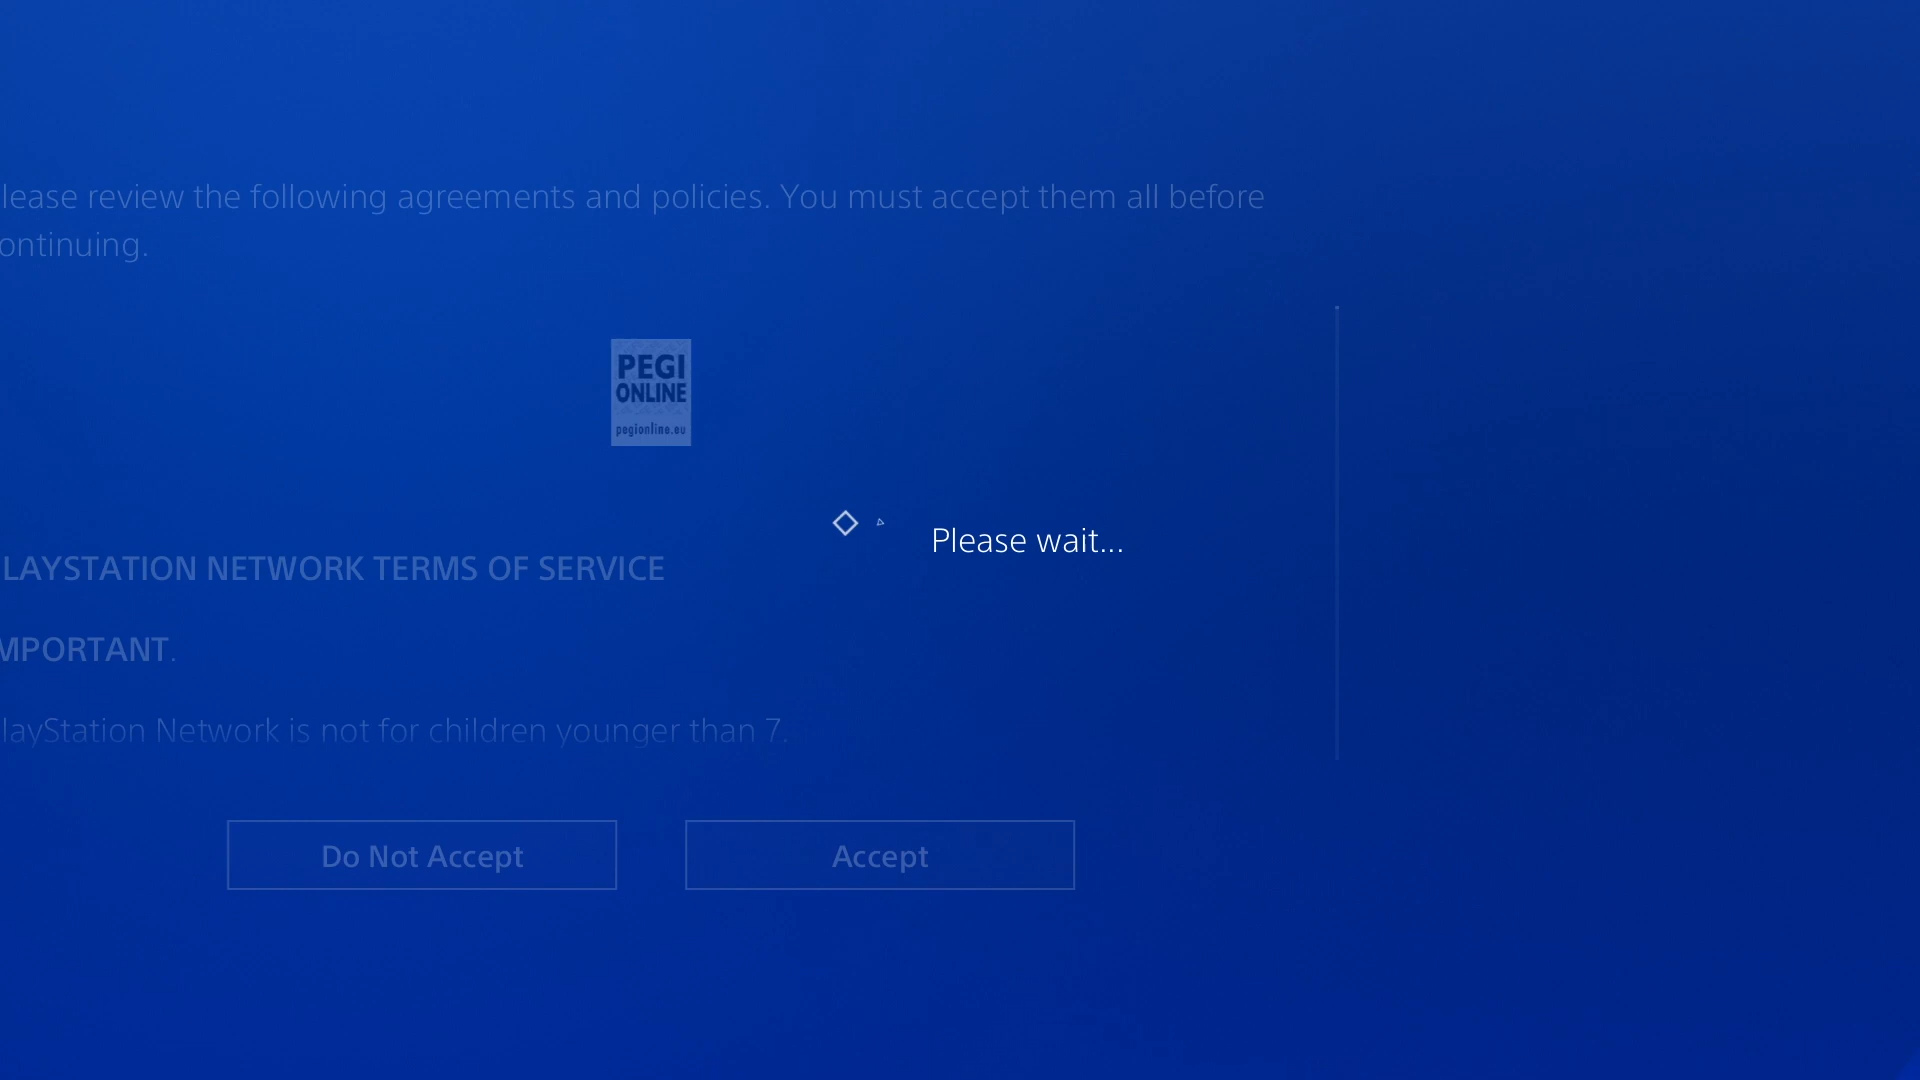 lease review the following agreements and policies. You must accept them all before
ontinuing.
PEGI
ONLINE
pegionline.eu
Please wait...
LAYSTATION NETWORK TERMS OF SERVICE
MPORTANT.
layStation Network is not for children younger than 7.
Do Not Accept
Accept